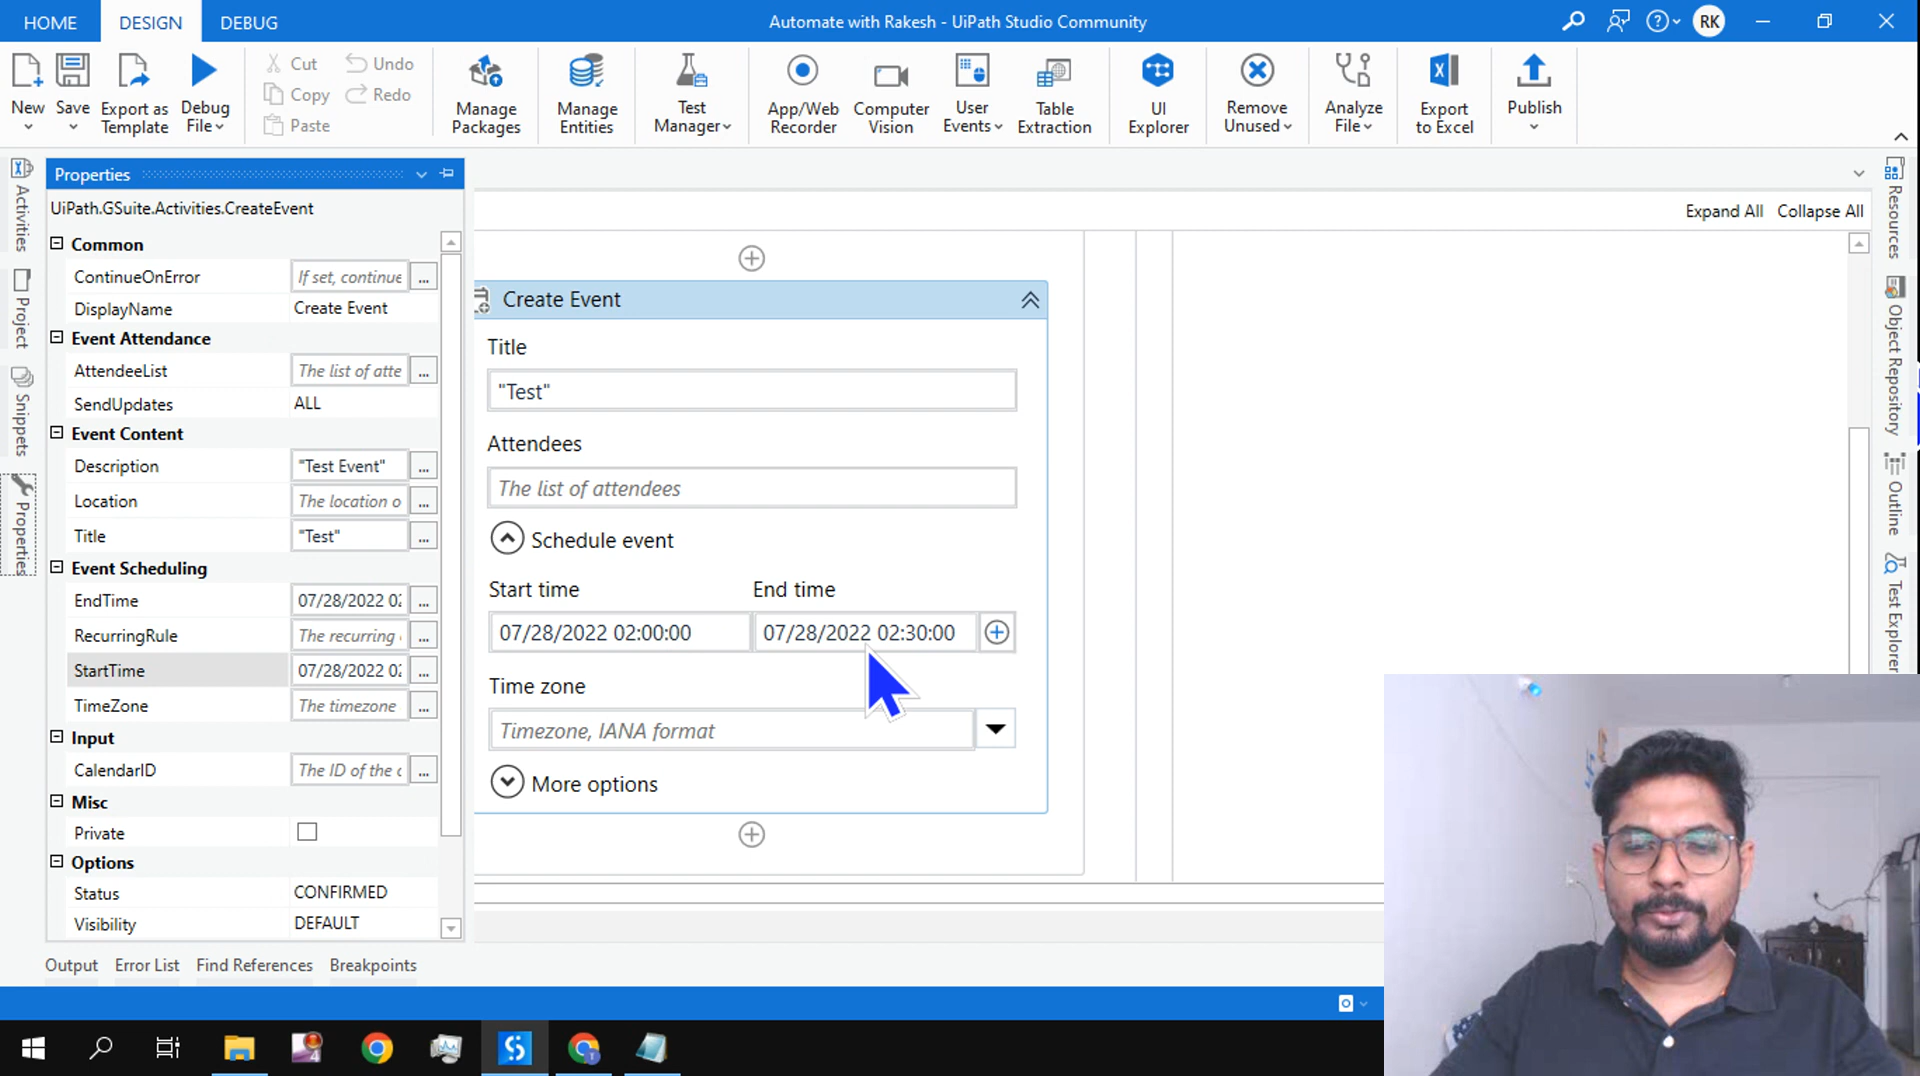 HOME DESIGN DEBUG Automate with Rakesh - UiPath Studio Community RK
New Save Export as Template Debug File Cut Copy Paste Undo Redo Manage Packages Manage Entities Test Manager App/Web Recorder Computer Vision User Events Table Extraction UI Explorer Remove Unused Analyze File Export to Excel Publish
Activities
Project
Snippets
Properties
Properties
UiPath.GSuite.Activities.CreateEvent
Common
ContinueOnError If set, continue ...
DisplayName Create Event
Event Attendance
AttendeeList The list of atte ...
SendUpdates ALL
Event Content
Description "Test Event" ...
Location The location o ...
Title "Test" ...
Event Scheduling
EndTime 07/28/2022 02 ...
RecurringRule The recurring ...
StartTime 07/28/2022 02 ...
TimeZone The timezone ...
Input
CalendarID The ID of the c ...
Misc
Private
Options
Status CONFIRMED
Visibility DEFAULT
Expand All Collapse All
Create Event
Title
"Test"
Attendees
The list of attendees
Schedule event
Start time End time
07/28/2022 02:00:00 07/28/2022 02:30:00
Time zone
Timezone, IANA format
More options
Resources
Object Repository
Outline
Test Explorer
Output Error List Find References Breakpoints
4